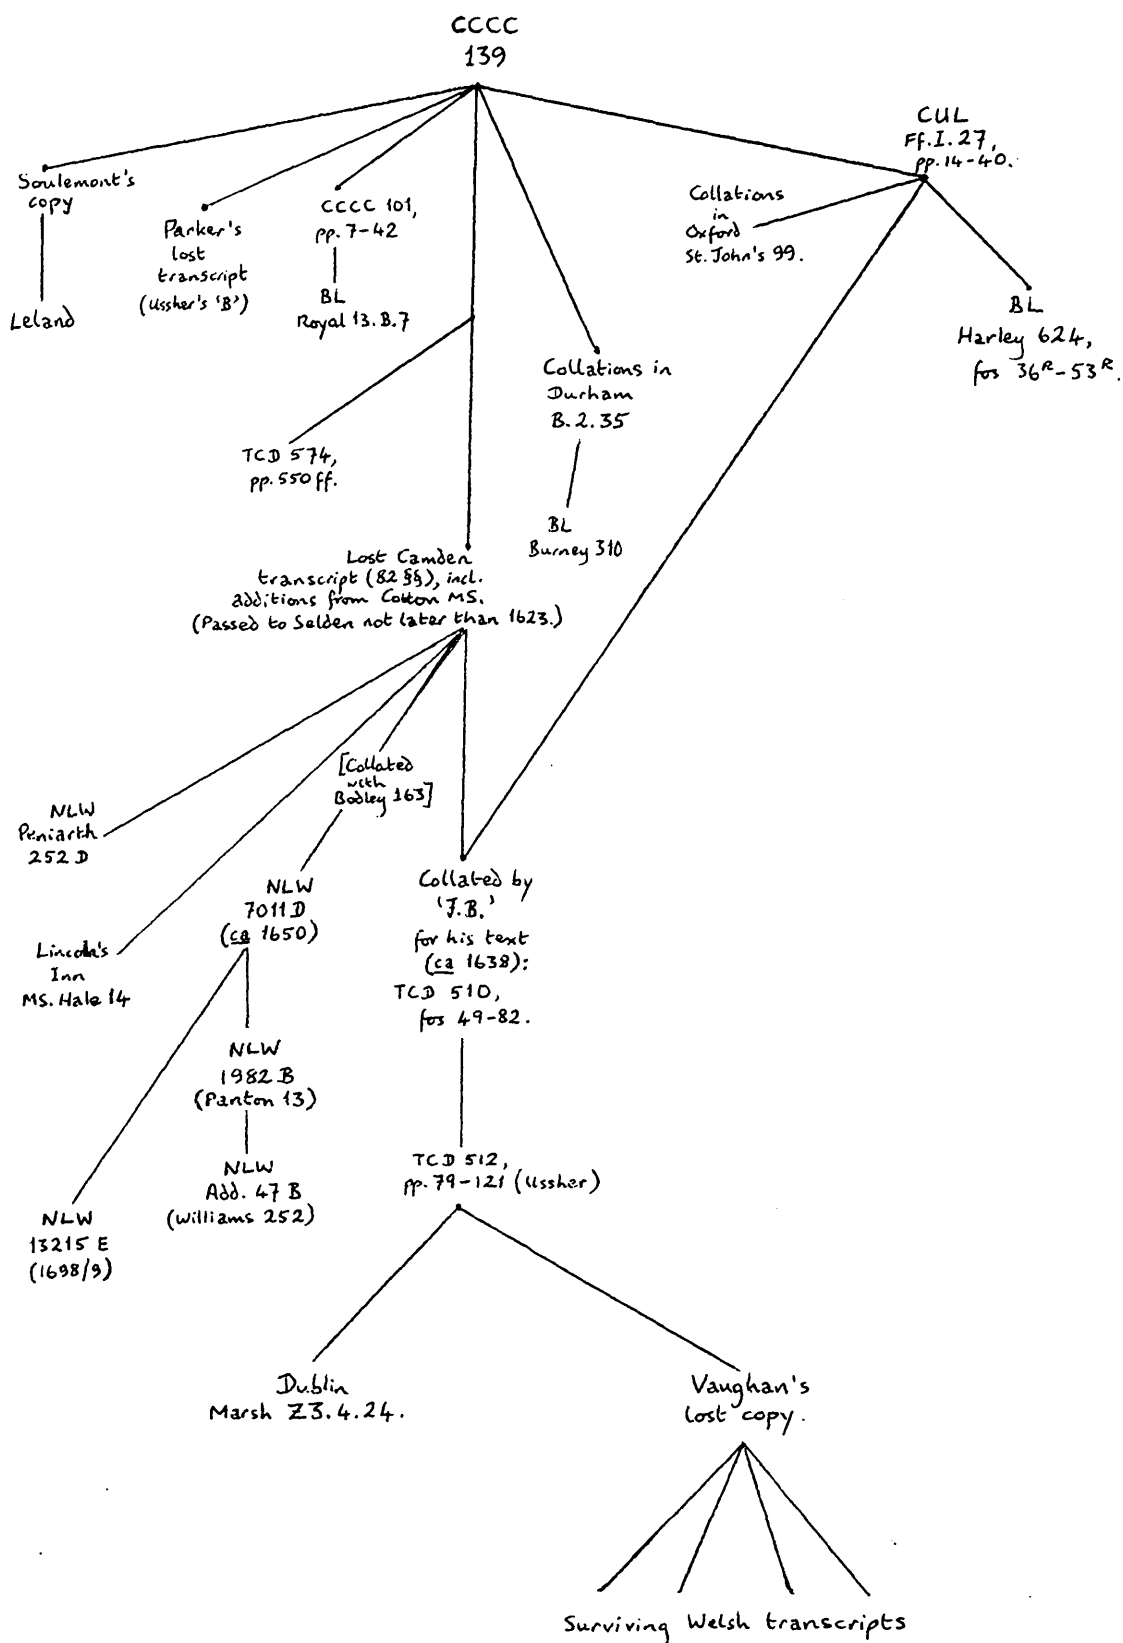 CCCC
139
CUL
Ff.I.27,
pp.14-40.
Soulemont's
copy
Leland
Parker's
lost
transcript
(Ussher's 'B')
CCCC 101,
pp.7-42
BL
Royal 13.B.7
Collations
in
Oxford
St. John's 99.
BL
Harley 624,
fos 36R-53R.
Collations in
Durham
B.2.35
BL
Burney 310
TCD 574,
pp.550ff.
Lost Camden
transcript (82 §§), incl.
additions from Cotton MS.
(Passed to Selden not later than 1623.)
[Collated
with
Bodley 163]
NLW
Peniarth
252 D
Lincoln's
Inn
MS. Hale 14
NLW
7011 D
(ca 1650)
Collated by
'J.B.'
for his text
(ca 1638):
TCD 510,
fos 49-82.
NLW
1982 B
(Panton 13)
NLW
Add. 47 B
(Williams 252)
NLW
13215 E
(1698/9)
TCD 512,
pp.79-121 (Ussher)
Dublin
Marsh Z3.4.24.
Vaughan's
lost copy.
Surviving Welsh transcripts